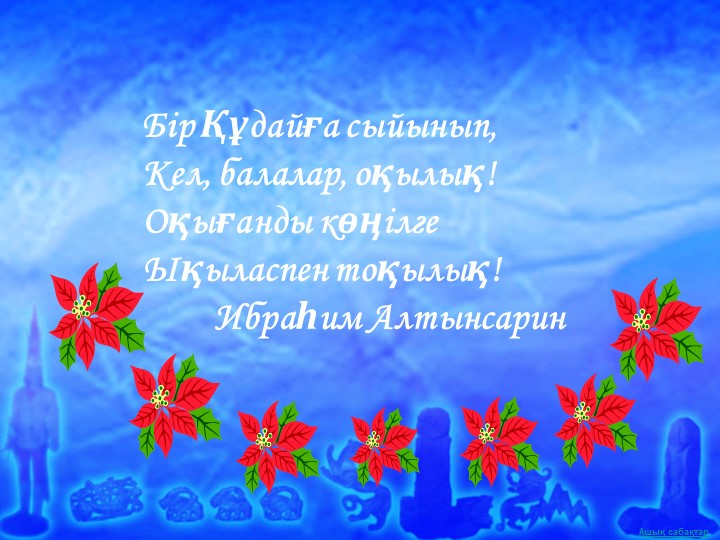 Бір Құдайға сыйынып,
Кел, балалар, оқылық!
Оқығанды көңілге
Ықыласпен тоқылық!
Ибраһим Алтынсарин
Ашық сабақтар